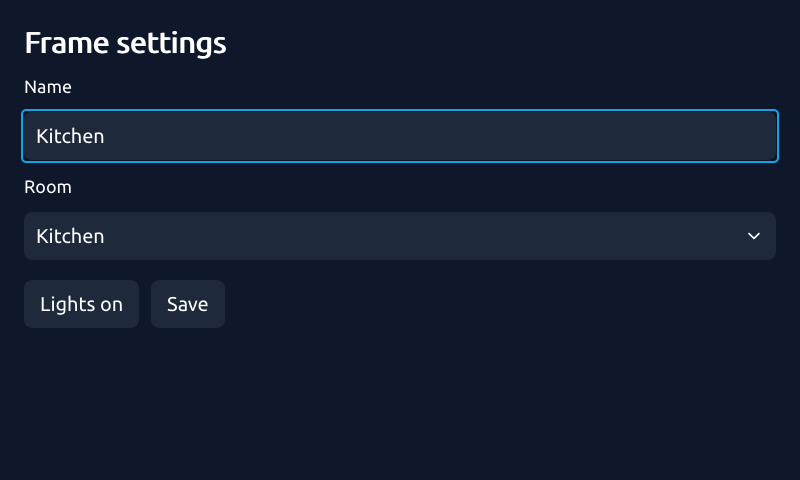 Frame settings
Name
Kitchen
Room
Kitchen
Lights on Save